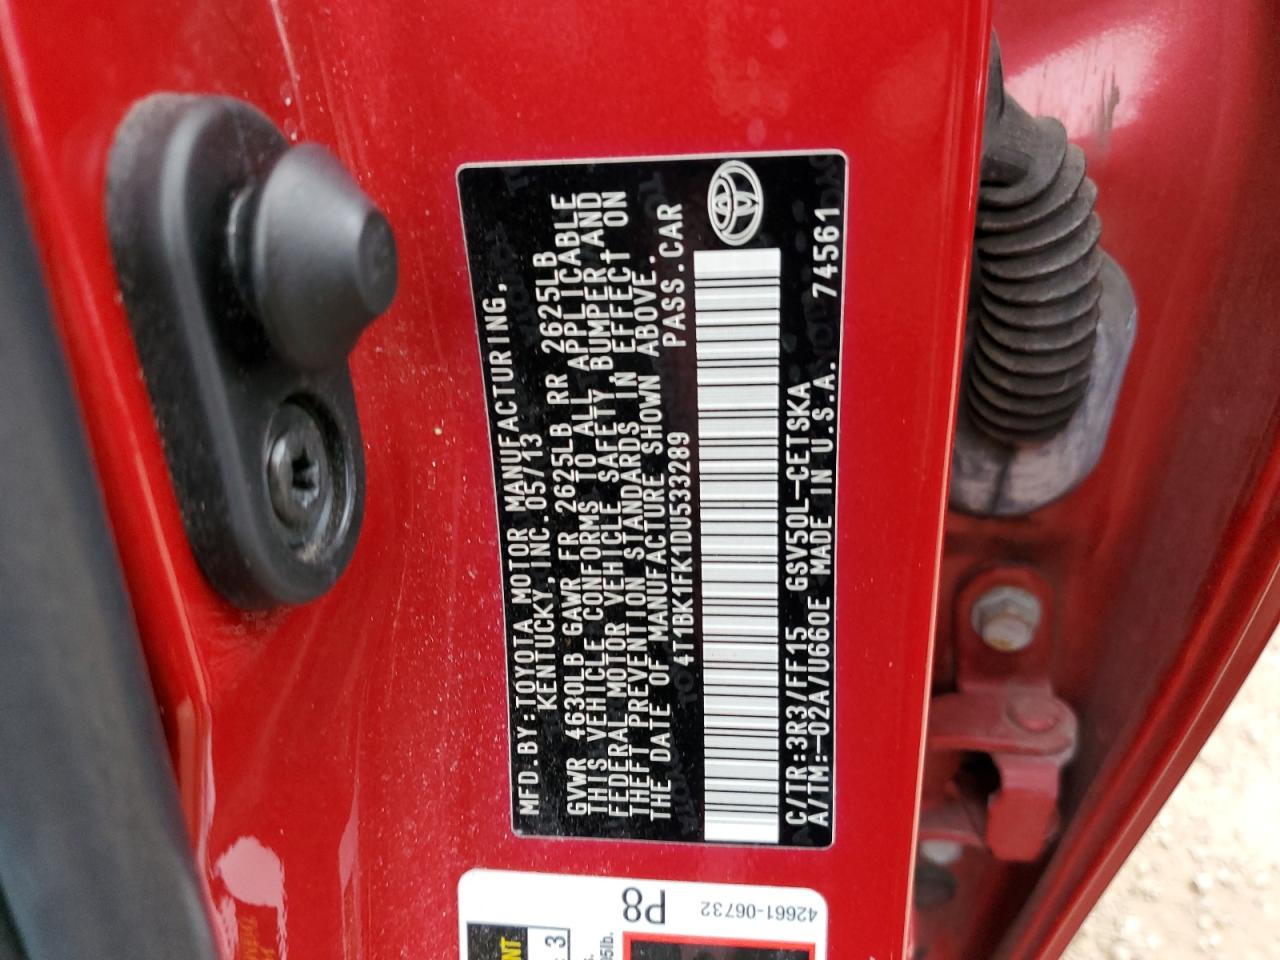 MFD.BY:TOYOTA MOTOR MANUFACTURING,
KENTUCKY,INC. 05/13
GVWR 4630LB GAWR FR 2625LB RR 2625LB
THIS VEHICLE CONFORMS TO ALL APPLICABLE
FEDERAL MOTOR VEHICLE SAFETY BUMPER, AND
THEFT PREVENTION STANDARDS IN EFFECT ON
THE DATE OF MANUFACTURE SHOWN ABOVE.
4T1BK1FK1DU533289 PASS.CAR
C/TR:3R3/FF15 GSV50L-CETSKA
A/TM:-02A/U660E MADE IN U.S.A. 74561
P8
42661-06732
3